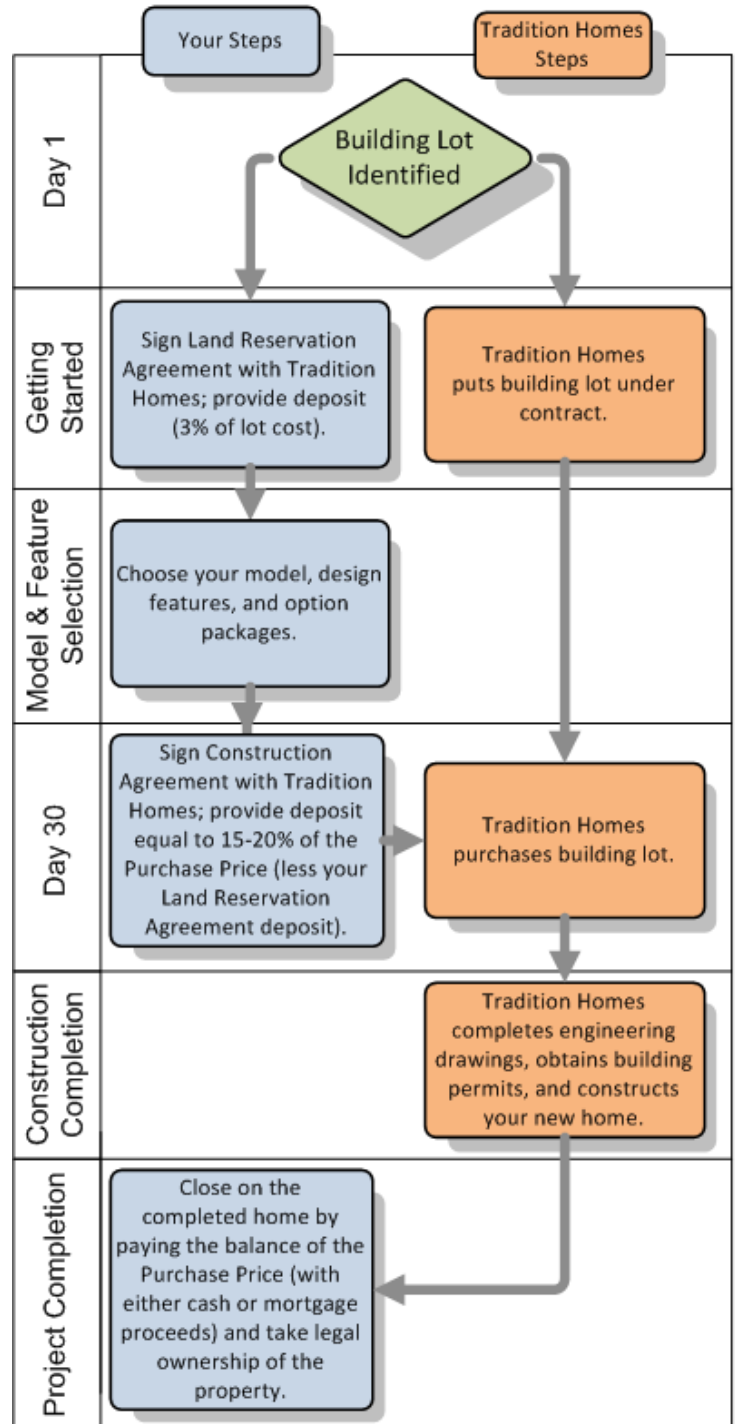 Your Steps
Tradition Homes
Steps
Day 1
Building Lot
Identified
Getting
Started
Sign Land Reservation
Agreement with Tradition
Homes; provide deposit
(3% of lot cost).
Tradition Homes
puts building lot under
contract.
Model & Feature
Selection
Choose your model, design
features, and option
packages.
Day 30
Sign Construction
Agreement with Tradition
Homes; provide deposit
equal to 15-20% of the
Purchase Price (less your
Land Reservation
Agreement deposit).
Tradition Homes
purchases building lot.
Construction
Completion
Tradition Homes
completes engineering
drawings, obtains building
permits, and constructs
your new home.
Project Completion
Close on the
completed home by
paying the balance of the
Purchase Price (with
either cash or mortgage
proceeds) and take legal
ownership of the
property.